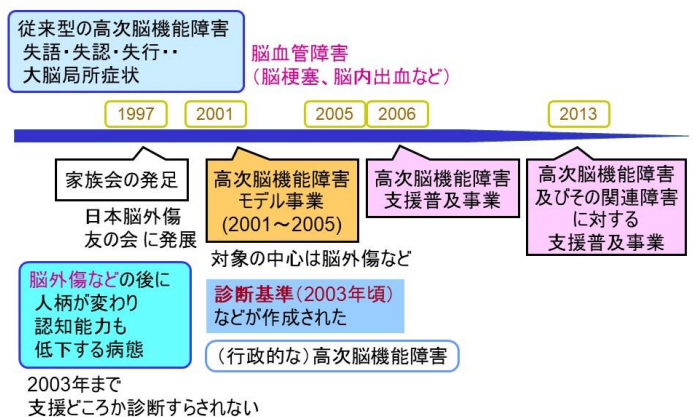 従来型の高次脳機能障害
失語・失認・失行・・
大脳局所症状
脳血管障害
（脳梗塞、脳内出血など）
1997
2001
2005
2006
2013
家族会の発足
日本脳外傷
友の会 に発展
高次脳機能障害
モデル事業
(2001～2005)
対象の中心は脳外傷など
高次脳機能障害
支援普及事業
高次脳機能障害
及びその関連障害
に対する
支援普及事業
脳外傷などの後に
人柄が変わり
認知能力も
低下する病態
診断基準（2003年頃）
などが作成された
（行政的な）高次脳機能障害
2003年まで
支援どころか診断すらされない